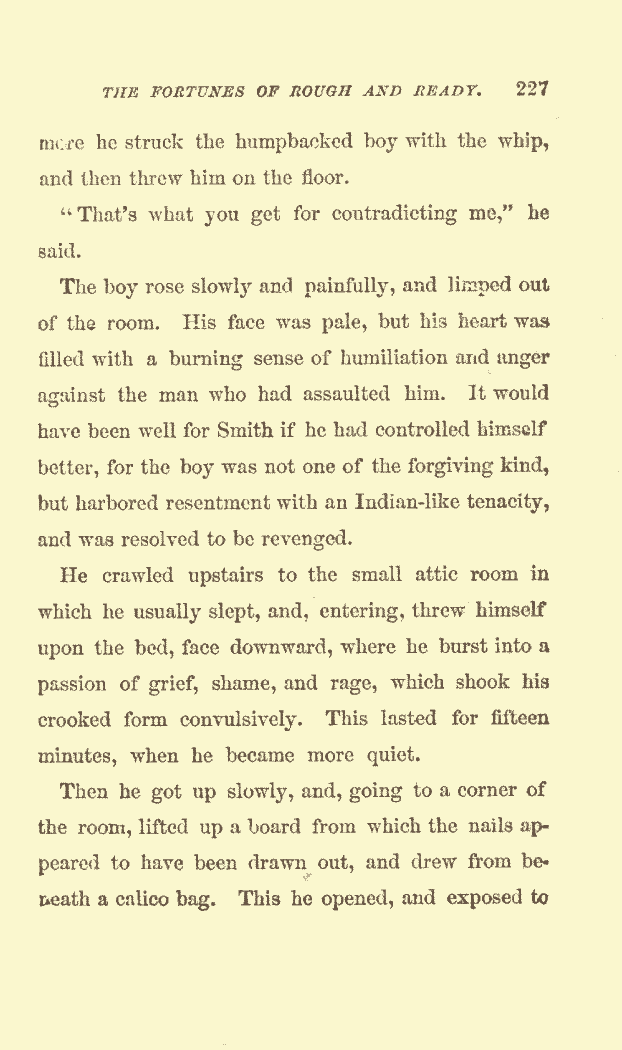 THE FORTUNES OF ROUGH AND READY. 227
more he struck the humpbacked boy with the whip,
and then threw him on the floor.
“That's what you get for contradicting me,” he
said.
The boy rose slowly and painfully, and limped out
of the room. His face was pale, but his heart was
filled with a burning sense of humiliation and anger
against the man who had assaulted him. It would
have been well for Smith if he had controlled himself
better, for the boy was not one of the forgiving kind,
but harbored resentment with an Indian-like tenacity,
and was resolved to be revenged.
He crawled upstairs to the small attic room in
which he usually slept, and, entering, threw himself
upon the bed, face downward, where he burst into a
passion of grief, shame, and rage, which shook his
crooked form convulsively. This lasted for fifteen
minutes, when he became more quiet.
Then he got up slowly, and, going to a corner of
the room, lifted up a board from which the nails ap-
peared to have been drawn out, and drew from be-
neath a calico bag. This he opened, and exposed to